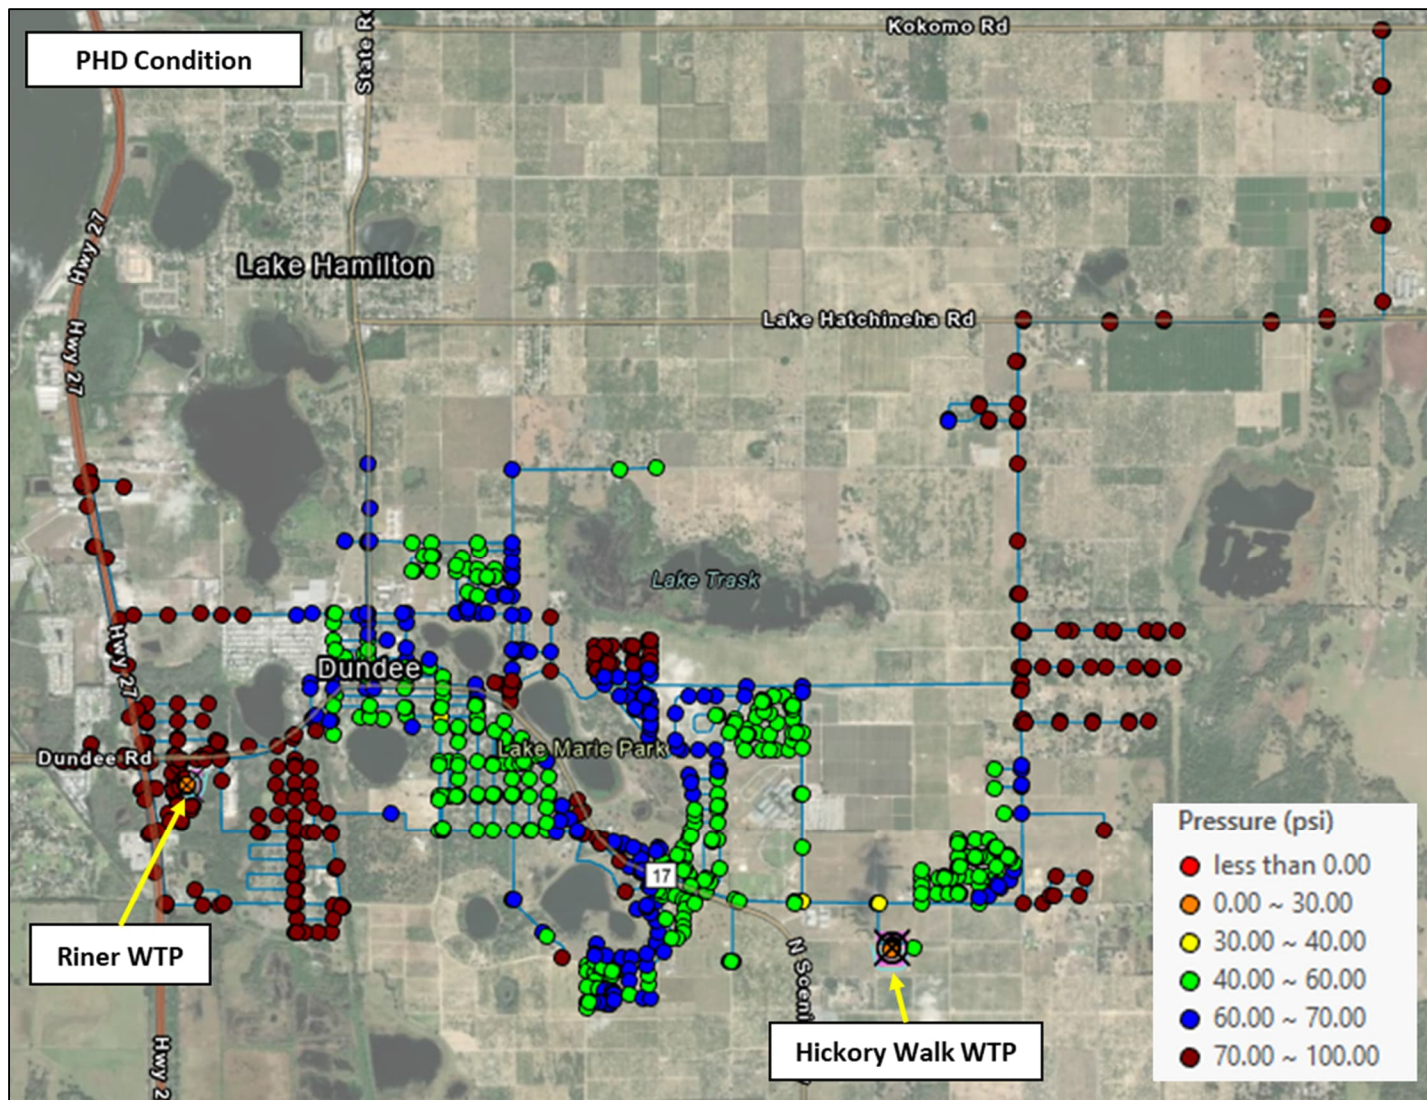 PHD Condition
State R
Kokomo Rd
Hwy 27
Lake Hamilton
Hwy 27
Lake Hatchineha Rd
Lake Trask
Hwy 27
Dundee
Lake Marie Park
Dundee Rd
17
Riner WTP
N Sceni
Hickory Walk WTP
Hwy 2
Pressure (psi)
less than 0.00
0.00 ~ 30.00
30.00 ~ 40.00
40.00 ~ 60.00
60.00 ~ 70.00
70.00 ~ 100.00